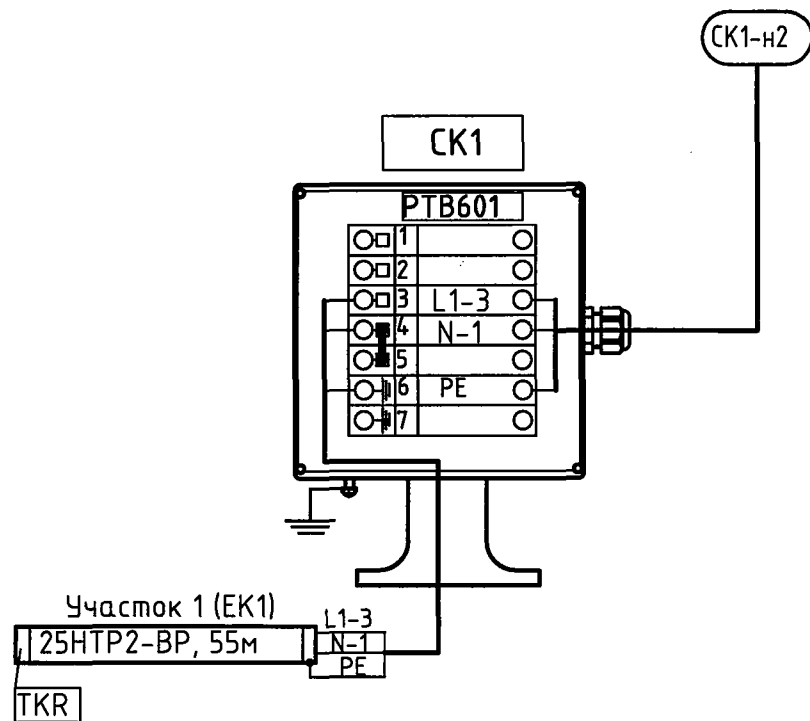 СК1-н2
СК1
РТВ601
1
2
3 L1-3
4 N-1
5
6 PE
7
Участок 1 (ЕК1)
25НТР2-ВР, 55м
L1-3
N-1
PE
TKR